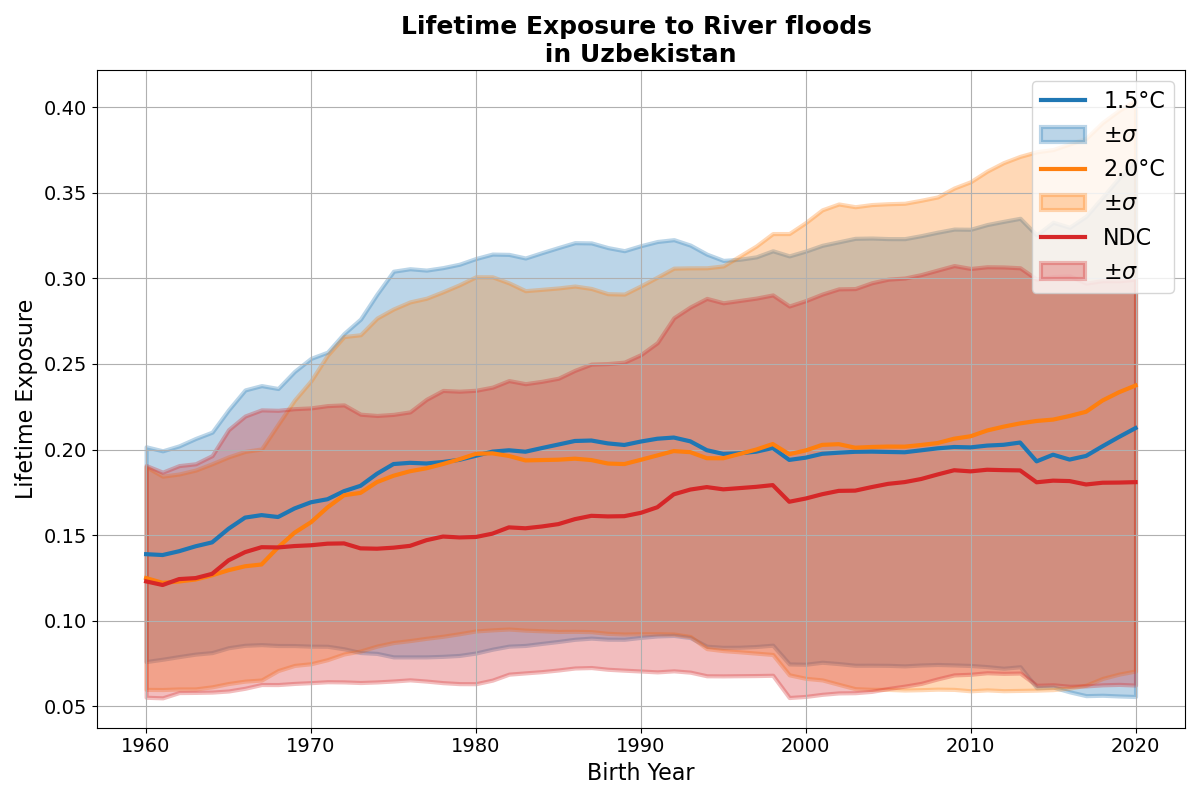 Lifetime Exposure to River floods
in Uzbekistan
Lifetime Exposure
0.40
0.35
0.30
0.25
0.20
0.15
0.10
0.05
1960
1970
1980
1990
2000
2010
2020
Birth Year
1.5°C
±σ
2.0°C
±σ
NDC
±σ